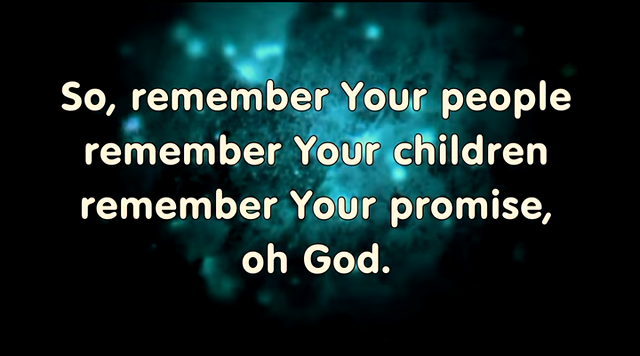 So, remember Your people
remember Your children
remember Your promise,
oh God.